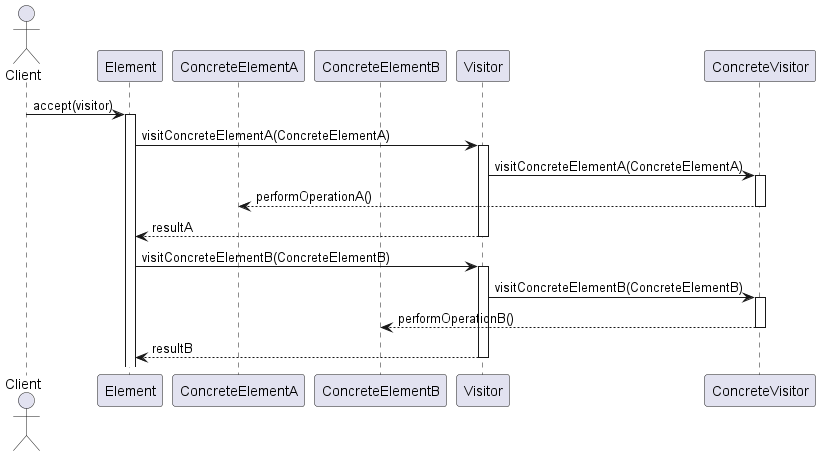 Client
Element
ConcreteElementA
ConcreteElementB
Visitor
ConcreteVisitor
accept(visitor)
visitConcreteElementA(ConcreteElementA)
visitConcreteElementA(ConcreteElementA)
performOperationA()
resultA
visitConcreteElementB(ConcreteElementB)
visitConcreteElementB(ConcreteElementB)
performOperationB()
resultB
Client
Element
ConcreteElementA
ConcreteElementB
Visitor
ConcreteVisitor